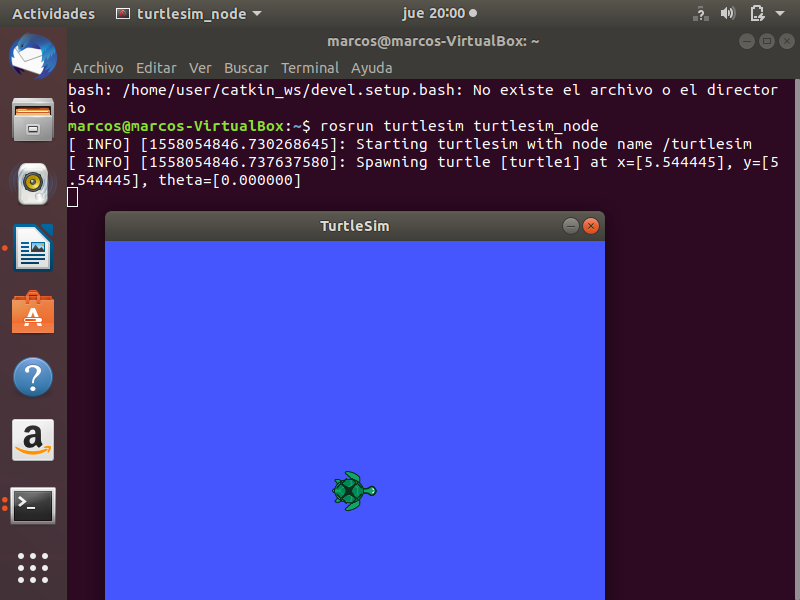 Actividades turtlesim_node jue 20:00
marcos@marcos-VirtualBox: ~
Archivo Editar Ver Buscar Terminal Ayuda
bash: /home/user/catkin_ws/devel.setup.bash: No existe el archivo o el director
io
marcos@marcos-VirtualBox:~$ rosrun turtlesim turtlesim_node
[ INFO] [1558054846.730268645]: Starting turtlesim with node name /turtlesim
[ INFO] [1558054846.737637580]: Spawning turtle [turtle1] at x=[5.544445], y=[5
.544445], theta=[0.000000]
TurtleSim